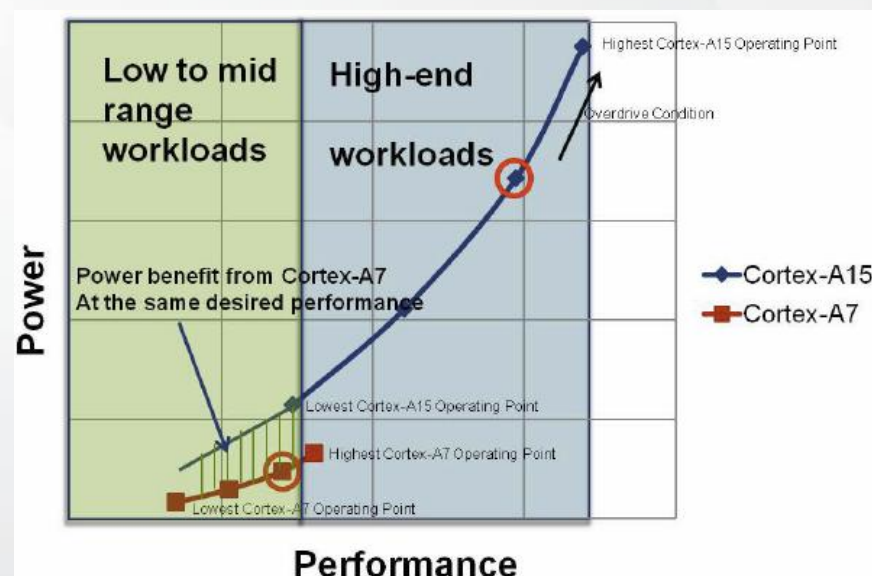 Low to mid
range
workloads
High-end
workloads
Highest Cortex-A15 Operating Point
Overdrive Condition
Power benefit from Cortex-A7
At the same desired performance
Lowest Cortex-A15 Operating Point
Highest Cortex-A7 Operating Point
Lowest Cortex-A7 Operating Point
Power
Performance
Cortex-A15
Cortex-A7